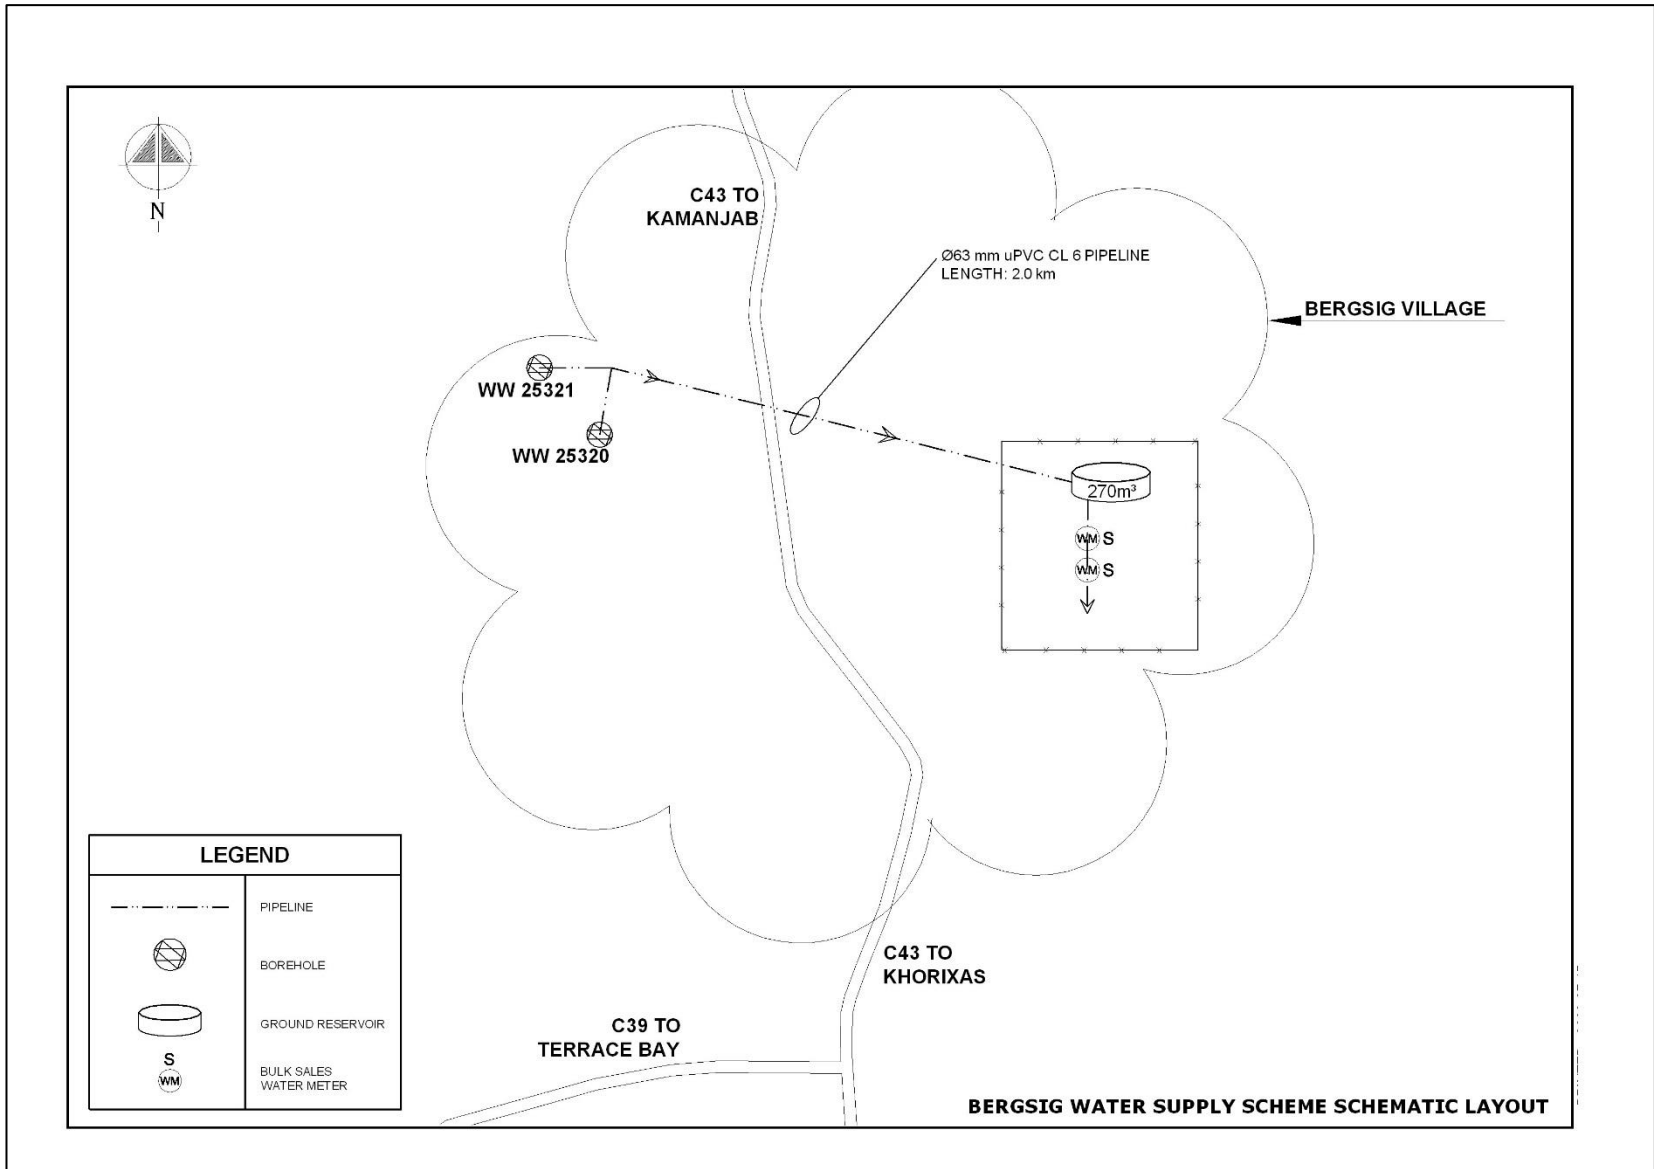 N
C43 TO
KAMANJAB
Ø63 mm uPVC CL 6 PIPELINE
LENGTH: 2.0 km
BERGSIG VILLAGE
WW 25321
WW 25320
270m³
WM S
WM S
C43 TO
KHORIXAS
C39 TO
TERRACE BAY
LEGEND
PIPELINE
BOREHOLE
GROUND RESERVOIR
S
WM
BULK SALES
WATER METER
BERGSIG WATER SUPPLY SCHEME SCHEMATIC LAYOUT